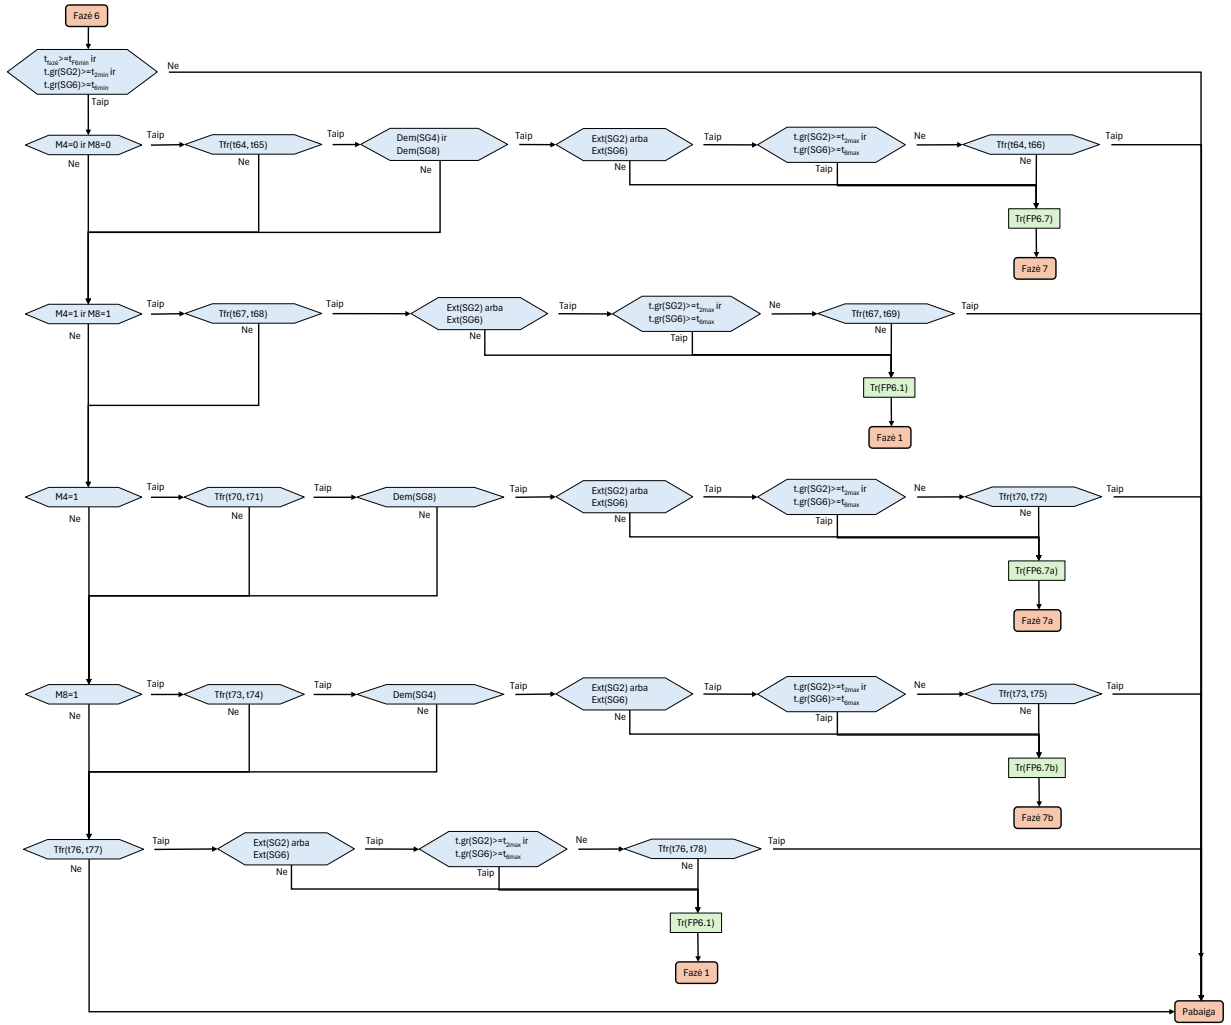 Fazė 6
t_fazė>=t_F6min ir
t.gr(SG2)>=t_2min ir
t.gr(SG6)>=t_6min
Ne
Taip
M4=0 ir M8=0
Taip
Ne
Tfr(t64, t65)
Taip
Ne
Dem(SG4) ir
Dem(SG8)
Taip
Ne
Ext(SG2) arba
Ext(SG6)
Taip
Ne
t.gr(SG2)>=t_2max ir
t.gr(SG6)>=t_6max
Ne
Taip
Tfr(t64, t66)
Taip
Ne
Tr(FP6.7)
Fazė 7
M4=1 ir M8=1
Taip
Ne
Tfr(t67, t68)
Taip
Ne
Ext(SG2) arba
Ext(SG6)
Taip
Ne
t.gr(SG2)>=t_2max ir
t.gr(SG6)>=t_6max
Ne
Taip
Tfr(t67, t69)
Taip
Ne
Tr(FP6.1)
Fazė 1
M4=1
Taip
Ne
Tfr(t70, t71)
Taip
Ne
Dem(SG8)
Taip
Ne
Ext(SG2) arba
Ext(SG6)
Taip
Ne
t.gr(SG2)>=t_2max ir
t.gr(SG6)>=t_6max
Ne
Taip
Tfr(t70, t72)
Taip
Ne
Tr(FP6.7a)
Fazė 7a
M8=1
Taip
Ne
Tfr(t73, t74)
Taip
Ne
Dem(SG4)
Taip
Ne
Ext(SG2) arba
Ext(SG6)
Taip
Ne
t.gr(SG2)>=t_2max ir
t.gr(SG6)>=t_6max
Ne
Taip
Tfr(t73, t75)
Taip
Ne
Tr(FP6.7b)
Fazė 7b
Tfr(t76, t77)
Taip
Ne
Ext(SG2) arba
Ext(SG6)
Taip
Ne
t.gr(SG2)>=t_2max ir
t.gr(SG6)>=t_6max
Ne
Taip
Tfr(t76, t78)
Taip
Ne
Tr(FP6.1)
Fazė 1
Pabaiga